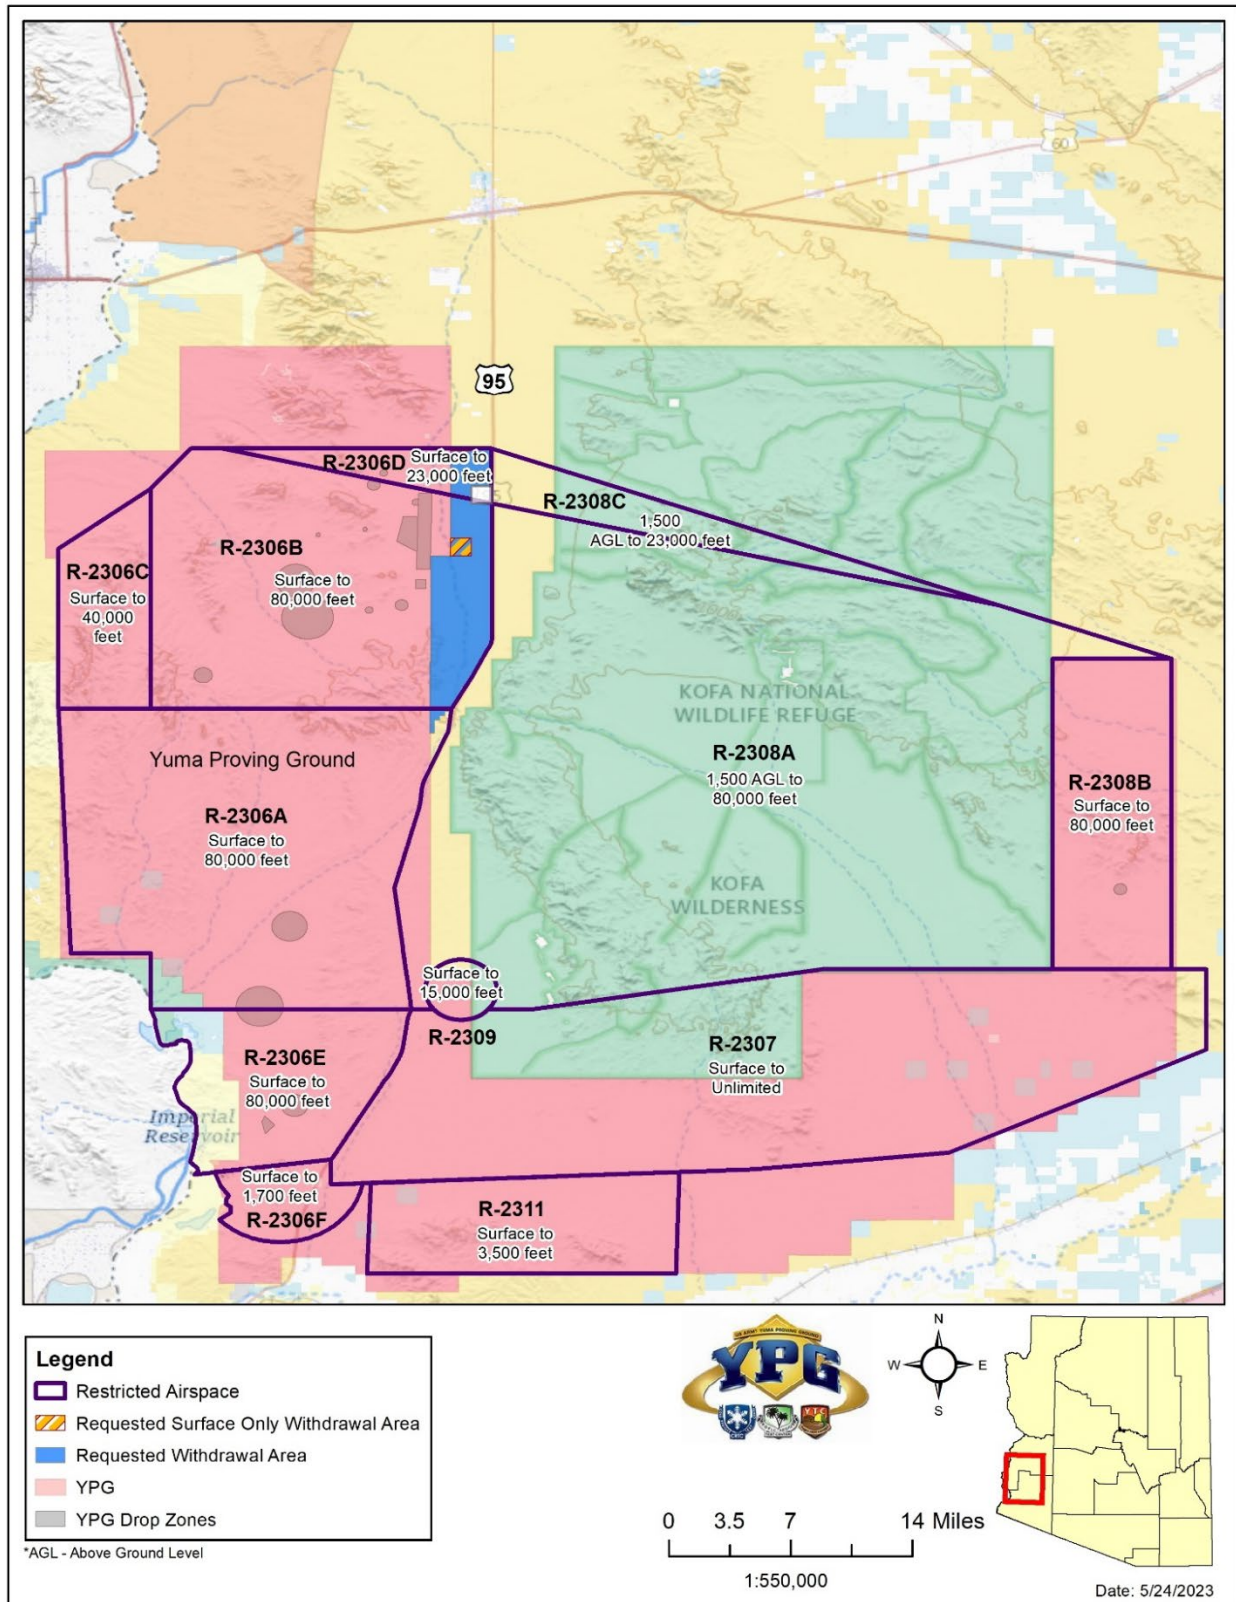 60
95
R-2306D
Surface to
23,000 feet
R-2308C
1,500
AGL to 23,000 feet
R-2306B
Surface to
80,000 feet
R-2306C
Surface to
40,000
feet
KOFA NATIONAL
WILDLIFE REFUGE
R-2308A
1,500 AGL to
80,000 feet
Yuma Proving Ground
R-2306A
Surface to
80,000 feet
R-2308B
Surface to
80,000 feet
KOFA
WILDERNESS
Surface to
15,000 feet
R-2309
R-2307
Surface to
Unlimited
R-2306E
Surface to
80,000 feet
Imperial
Reservoir
Surface to
1,700 feet
R-2306F
R-2311
Surface to
3,500 feet
Legend
Restricted Airspace
Requested Surface Only Withdrawal Area
Requested Withdrawal Area
YPG
YPG Drop Zones
*AGL - Above Ground Level
US ARMY YUMA PROVING GROUND
YPG
Y.T.C
N
W E
S
0 3.5 7 14 Miles
1:550,000
Date: 5/24/2023